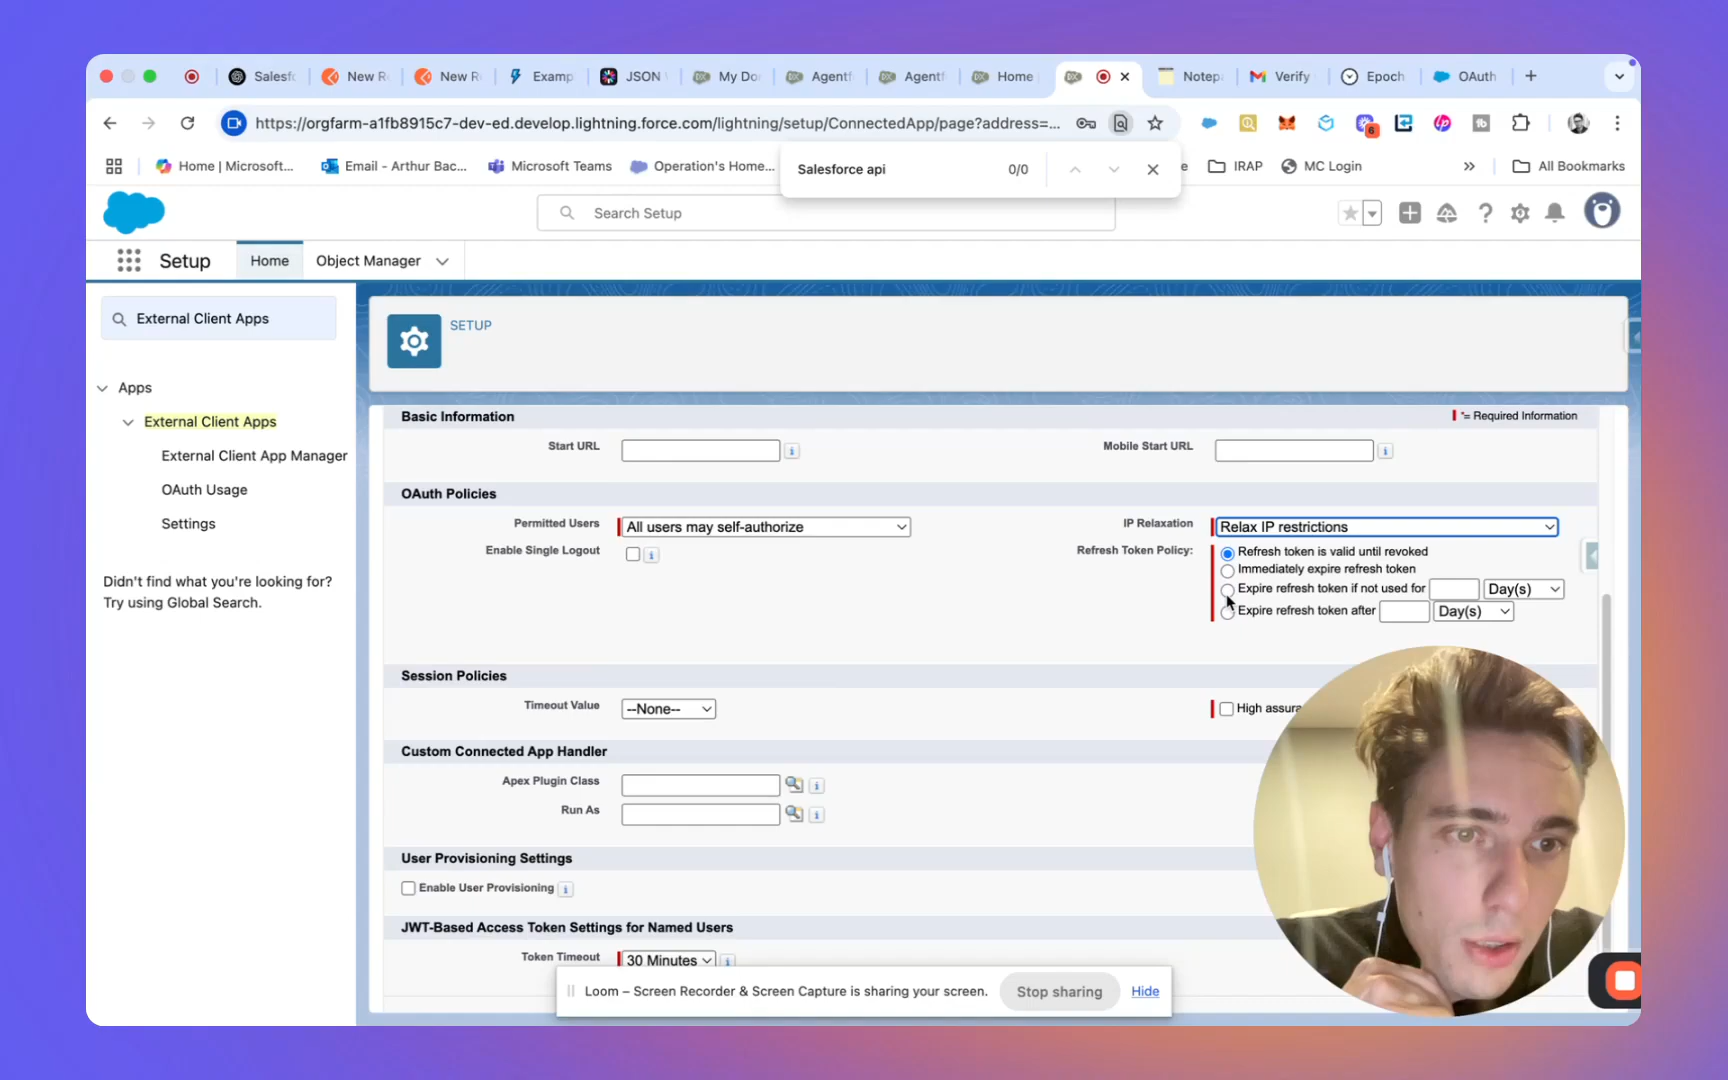 Salesfo
New R
New R
Examp
JSON
My Do
Agentf
Agentf
Home
Notep
Verify
Epoch
OAuth
https://orgfarm-a1fb8915c7-dev-ed.develop.lightning.force.com/lightning/setup/ConnectedApp/page?address=...
6
Home | Microsoft...
Email - Arthur Bac...
Microsoft Teams
Operation's Home...
IRAP
MC Login
All Bookmarks
Salesforce api
0/0
Search Setup
Setup
Home
Object Manager
External Client Apps
SETUP
Apps
External Client Apps
External Client App Manager
OAuth Usage
Settings
Didn't find what you're looking for?
Try using Global Search.
Basic Information
*= Required Information
Start URL
Mobile Start URL
OAuth Policies
Permitted Users All users may self-authorize
IP Relaxation Relax IP restrictions
Enable Single Logout
Refresh Token Policy:
Refresh token is valid until revoked
Immediately expire refresh token
Expire refresh token if not used for Day(s)
Expire refresh token after Day(s)
Session Policies
Timeout Value --None--
High assura
Custom Connected App Handler
Apex Plugin Class
Run As
User Provisioning Settings
Enable User Provisioning
JWT-Based Access Token Settings for Named Users
Token Timeout 30 Minutes
Loom – Screen Recorder & Screen Capture is sharing your screen.
Stop sharing
Hide